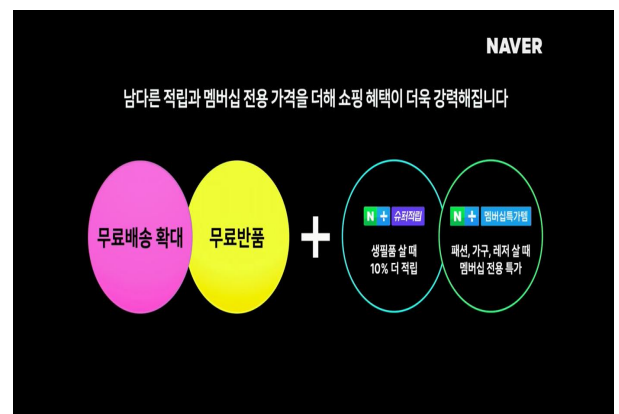 NAVER
남다른 적립과 멤버십 전용 가격을 더해 쇼핑 혜택이 더욱 강력해집니다
무료배송 확대
무료반품
+
N + 슈퍼적립
생필품 살 때
10% 더 적립
N + 멤버십특가템
패션, 가구, 레저 살 때
멤버십 전용 특가